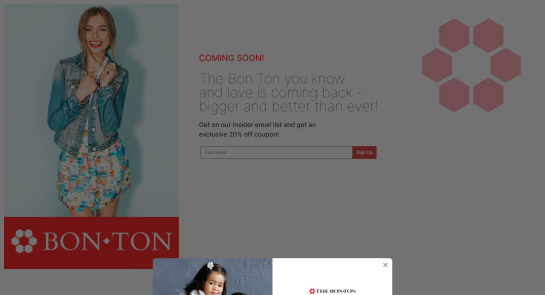 COMING SOON!
The Bon Ton you know
and love is coming back -
bigger and better than ever!
Get on our insider email list and get an
exclusive 20% off coupon!
Enter email
Sign Up
BON•TON
THE BON•TON